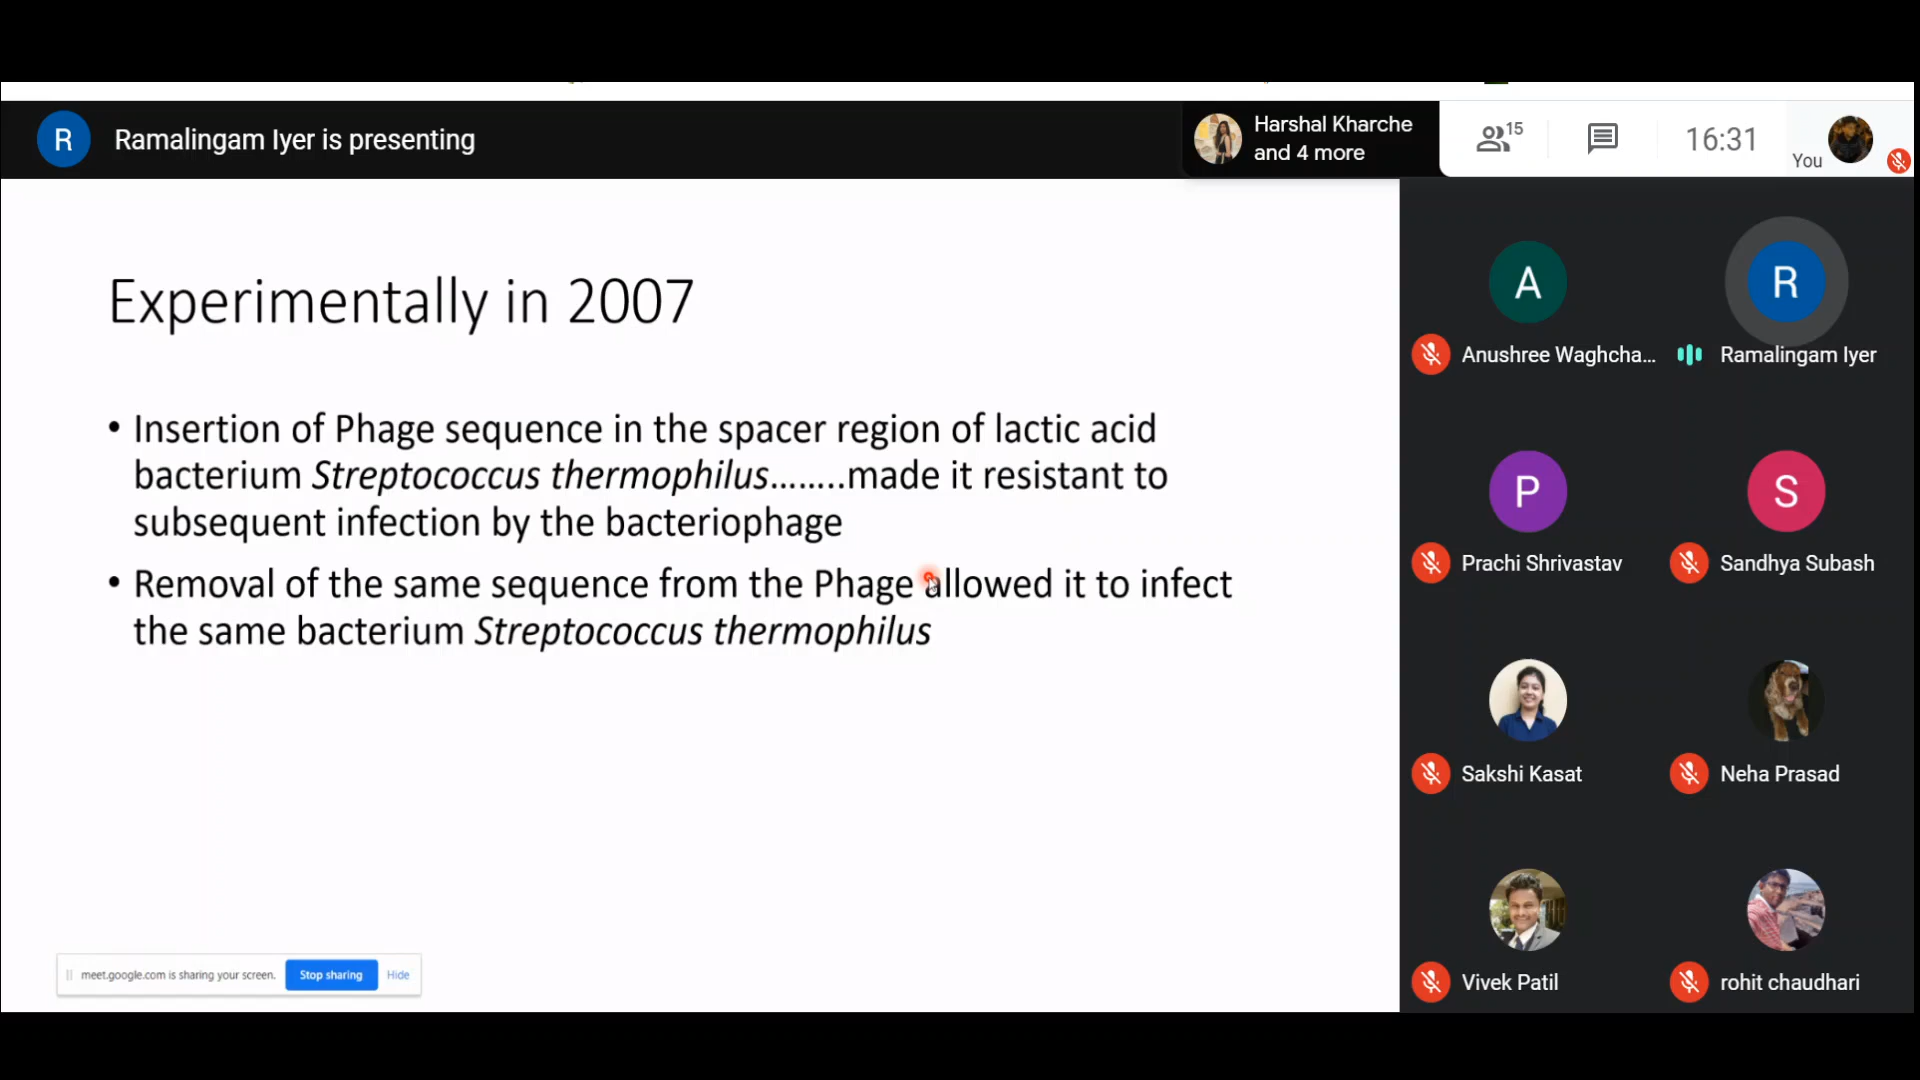 R
Ramalingam Iyer is presenting
Harshal Kharche
and 4 more
15
16:31
You
Experimentally in 2007
• Insertion of Phage sequence in the spacer region of lactic acid
bacterium Streptococcus thermophilus........made it resistant to
subsequent infection by the bacteriophage
• Removal of the same sequence from the Phage allowed it to infect
the same bacterium Streptococcus thermophilus
meet.google.com is sharing your screen.
Stop sharing
Hide
A
R
Anushree Waghcha...
Ramalingam Iyer
P
S
Prachi Shrivastav
Sandhya Subash
Sakshi Kasat
Neha Prasad
Vivek Patil
rohit chaudhari